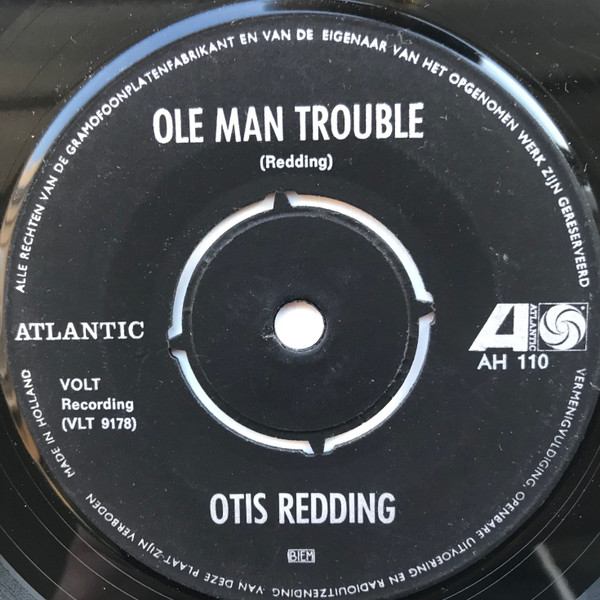 ALLE RECHTEN VAN DE GRAMOFOONPLATENFABRIKANT EN VAN DE EIGENAAR VAN HET OPGENOMEN WERK ZIJN GERESERVEERD
OLE MAN TROUBLE
(Redding)
ATLANTIC
A
ATLANTIC
AH 110
VOLT
Recording
(VLT 9178)
OTIS REDDING
BIEM
VERMENIGVULDIGING, OPENBARE UITVOERING EN RADIOUITZENDING VAN DEZE PLAAT ZIJN VERBODEN
MADE IN HOLLAND